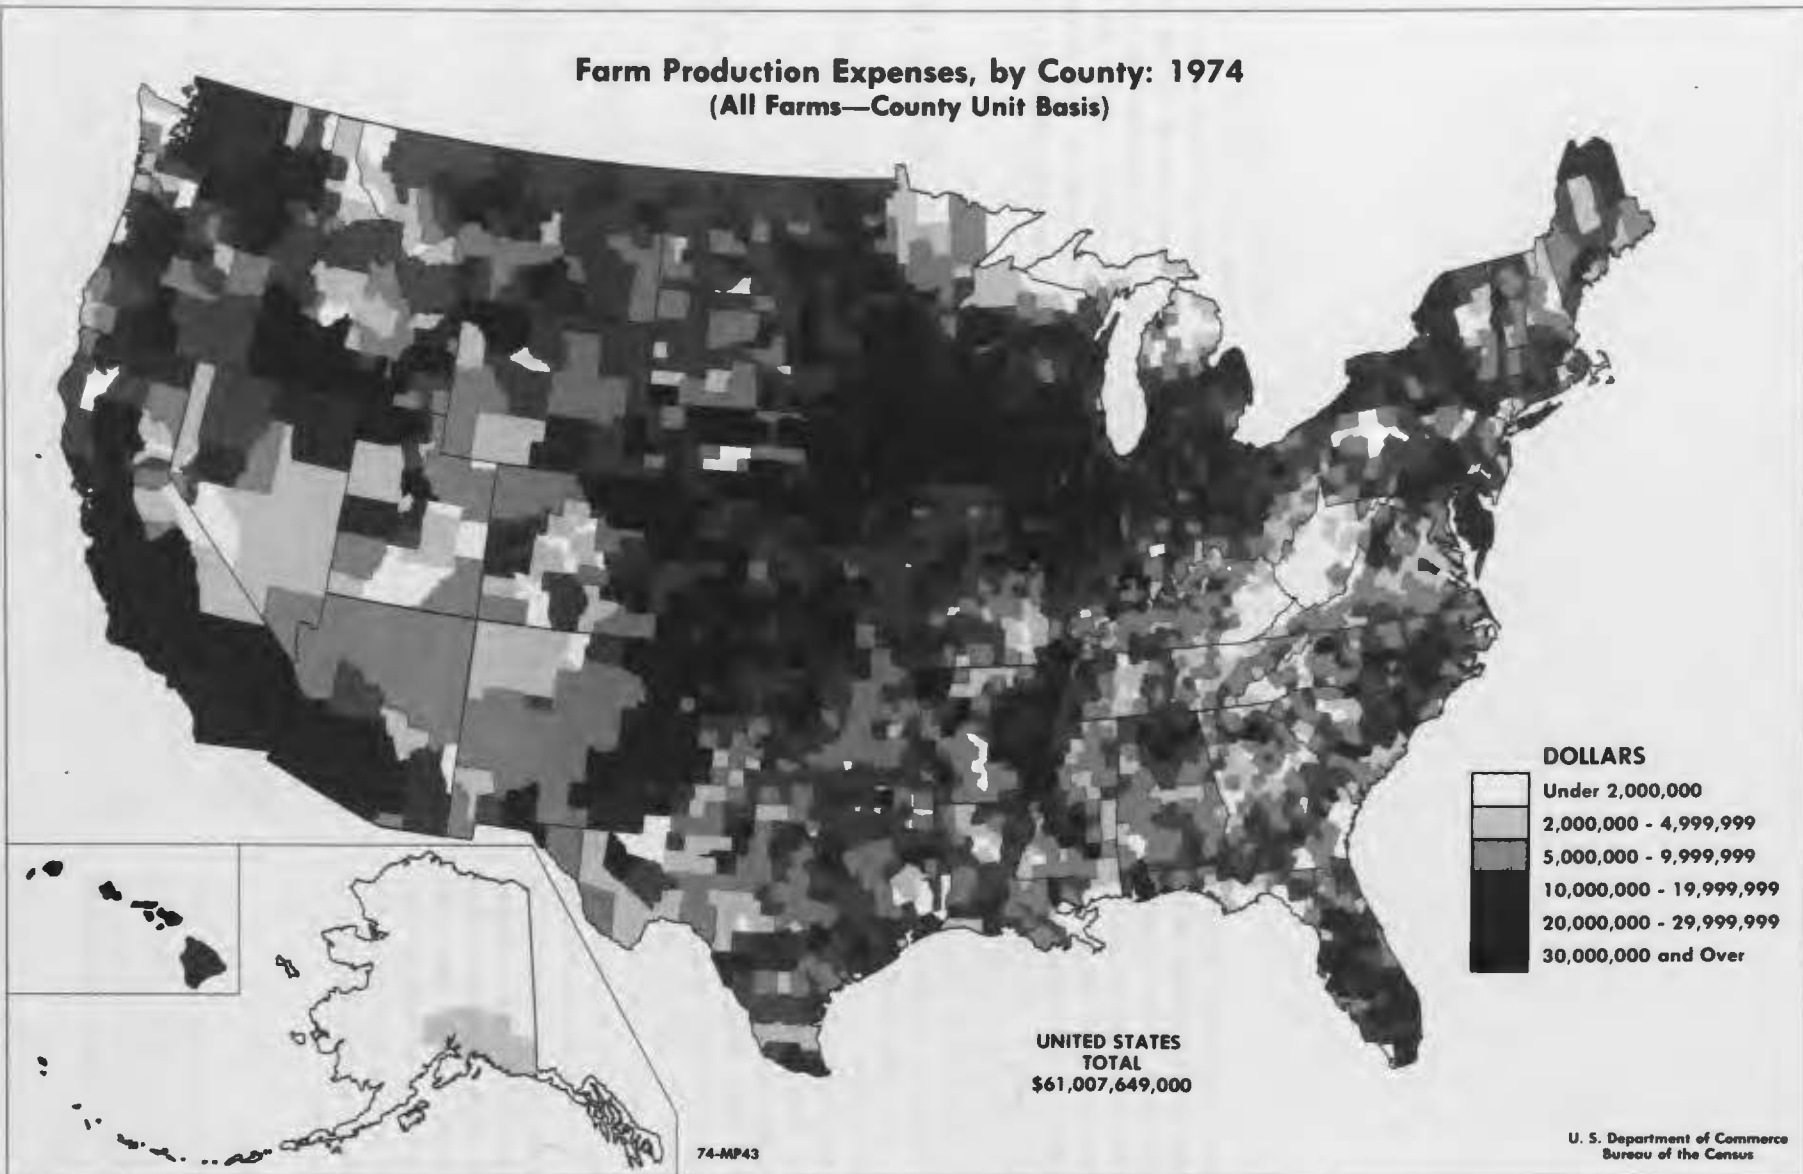 Farm Production Expenses, by County: 1974
(All Farms—County Unit Basis)
DOLLARS
Under 2,000,000
2,000,000 - 4,999,999
5,000,000 - 9,999,999
10,000,000 - 19,999,999
20,000,000 - 29,999,999
30,000,000 and Over
UNITED STATES
TOTAL
$61,007,649,000
74-MP43
U. S. Department of Commerce
Bureau of the Census